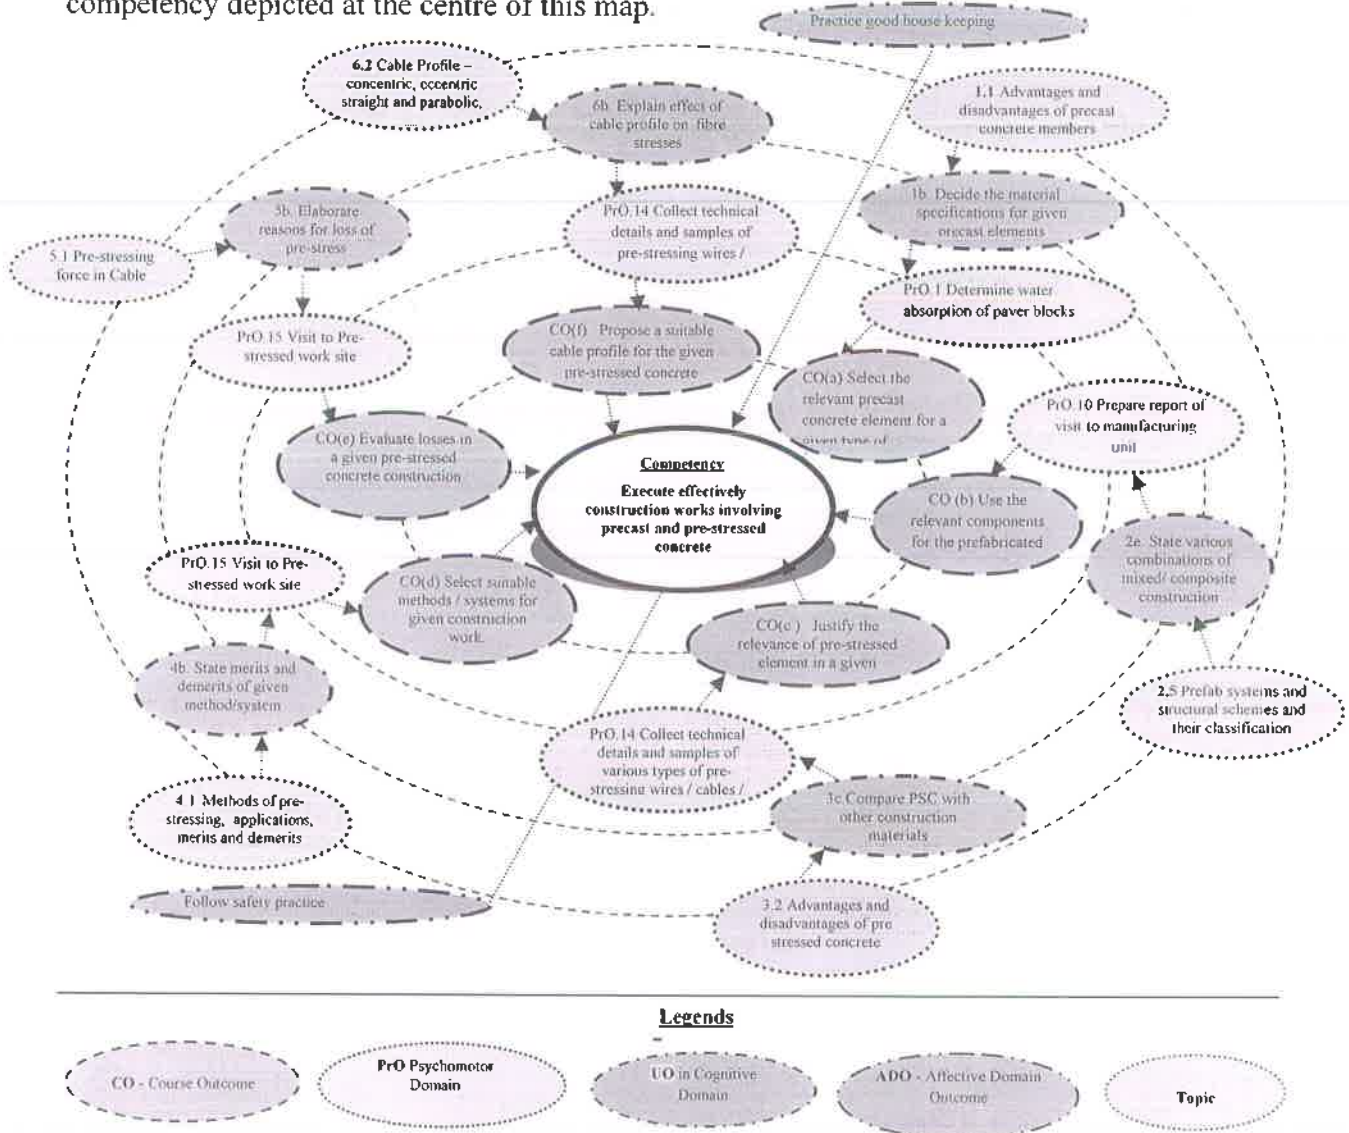 competency depicted at the centre of this map.
Practice good house keeping
6.2 Cable Profile –
concentric, eccentric
straight and parabolic,
6b. Explain effect of
cable profile on fibre
stresses
1.1 Advantages and
disadvantages of precast
concrete members
5b. Elaborate
reasons for loss of
pre-stress
PrO.14 Collect technical
details and samples of
pre-stressing wires /
1b. Decide the material
specifications for given
precast elements
5.1 Pre-stressing
force in Cable
PrO.1 Determine water
absorption of paver blocks
PrO.15 Visit to Pre-
stressed work site
CO(f) Propose a suitable
cable profile for the given
pre-stressed concrete
CO(a) Select the
relevant precast
concrete element for a
given type of
PrO.10 Prepare report of
visit to manufacturing
unit
CO(e) Evaluate losses in
a given pre-stressed
concrete construction
Competency
Execute effectively
construction works involving
precast and pre-stressed
concrete
CO (b) Use the
relevant components
for the prefabricated
2e. State various
combinations of
mixed/ composite
construction
PrO.15 Visit to Pre-
stressed work site
CO(d) Select suitable
methods / systems for
given construction
work.
CO(c ) Justify the
relevance of pre-stressed
element in a given
4b. State merits and
demerits of given
method/system
2.5 Prefab systems and
structural schemes and
their classification
PrO.14 Collect technical
details and samples of
various types of pre-
stressing wires / cables /
4.1 Methods of pre-
stressing, applications,
merits and demerits
3c.Compare PSC with
other construction
materials
Follow safety practice
3.2 Advantages and
disadvantages of pre
stressed concrete
Legends
CO - Course Outcome
PrO Psychomotor
Domain
UO in Cognitive
Domain
ADO - Affective Domain
Outcome
Topic